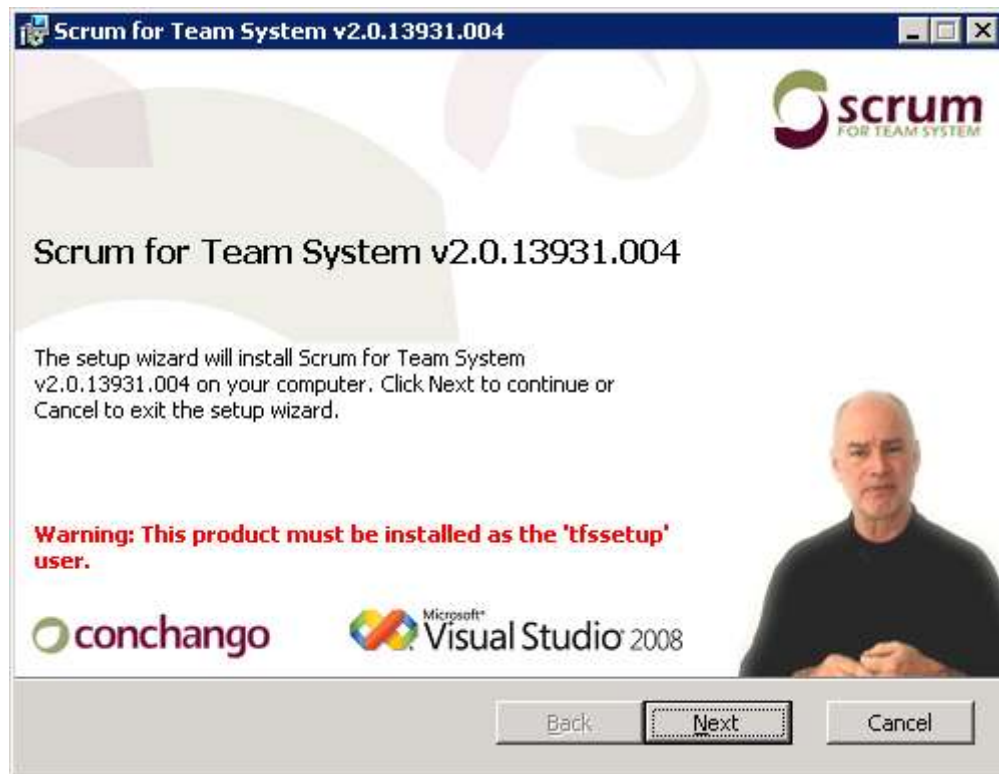 Scrum for Team System v2.0.13931.004
scrum
FOR TEAM SYSTEM
Scrum for Team System v2.0.13931.004
The setup wizard will install Scrum for Team System
v2.0.13931.004 on your computer. Click Next to continue or
Cancel to exit the setup wizard.
Warning: This product must be installed as the 'tfssetup'
user.
conchango
Microsoft®
Visual Studio® 2008
Back
Next
Cancel